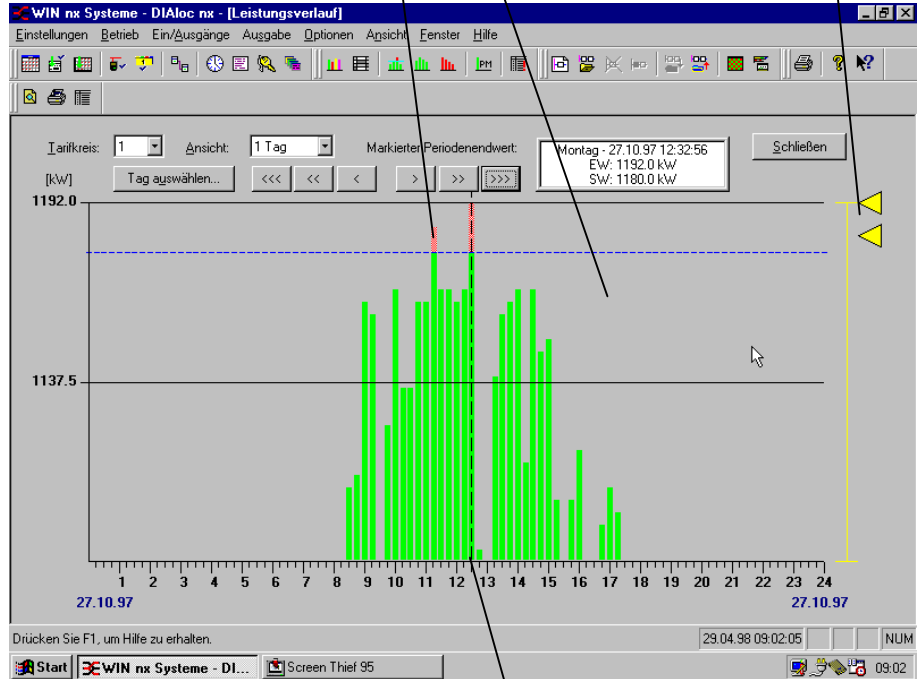 WIN nx Systeme - DIAloc nx - [Leistungsverlauf]
Einstellungen Betrieb Ein/Ausgänge Ausgabe Optionen Ansicht Fenster Hilfe
PM
Tarifkreis: 1 Ansicht: 1 Tag Markierter Periodenendwert: Montag - 27.10.97 12:32:56
EW: 1192.0 kW
SW: 1180.0 kW
Schließen
[kW] Tag auswählen... <<< << < > >> >>>
1192.0
1137.5
1 2 3 4 5 6 7 8 9 10 11 12 13 14 15 16 17 18 19 20 21 22 23 24
27.10.97 27.10.97
Drücken Sie F1, um Hilfe zu erhalten. 29.04.98 09:02:05 NUM
Start WIN nx Systeme - DI... Screen Thief 95 09:02